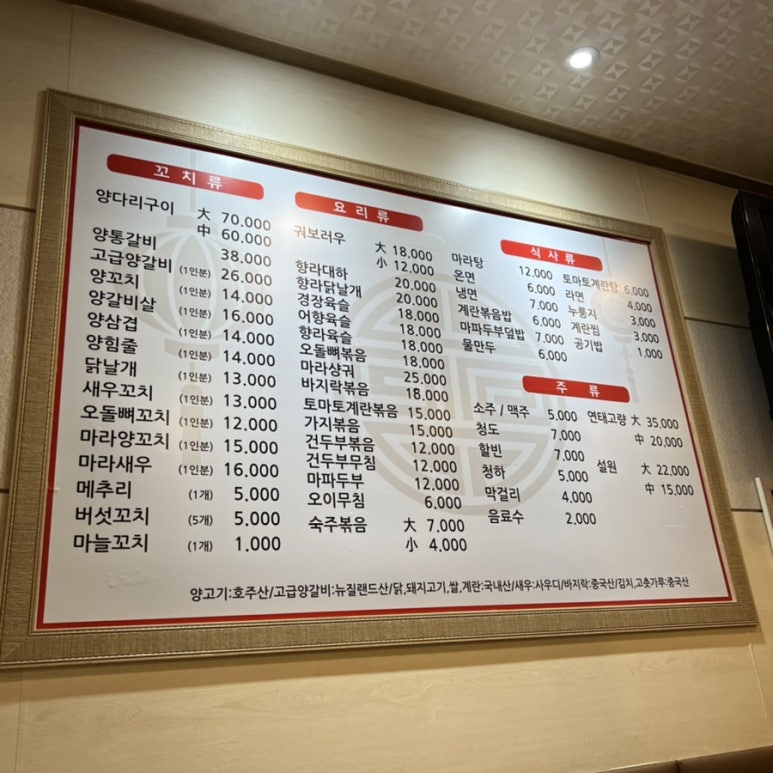 꼬치류
양다리구이 大 70.000
中 60.000
양통갈비 38.000
고급양갈비 (1인분) 26.000
양꼬치 (1인분) 14.000
양갈비살 (1인분) 16.000
양삼겹 (1인분) 14.000
양힘줄 (1인분) 14.000
닭날개 (1인분) 13.000
새우꼬치 (1인분) 13.000
오돌뼈꼬치 (1인분) 12.000
마라양꼬치 (1인분) 15.000
마라새우 (1인분) 16.000
메추리 (1개) 5.000
버섯꼬치 (5개) 5.000
마늘꼬치 (1개) 1.000
요리류
궈보러우 大 18.000
小 12.000
향라대하 20.000
향라닭날개 20.000
경장육슬 18.000
어향육슬 18.000
향라육슬 18.000
오돌뼈볶음 18.000
마라샹궈 25.000
바지락볶음 18.000
토마토계란볶음 15.000
가지볶음 15.000
건두부볶음 12.000
건두부무침 12.000
마파두부 12.000
오이무침 6.000
숙주볶음 大 7.000
小 4.000
식사류
마라탕 12.000
온면 6.000
냉면 7.000
계란볶음밥 6.000
마파두부덮밥 7.000
물만두 6.000
토마토계란탕 6.000
라면 4.000
누룽지 3.000
계란찜 3.000
공기밥 1.000
주류
소주 / 맥주 5.000
청도 7.000
할빈 7.000
청하 5.000
막걸리 4.000
음료수 2.000
연태고량 大 35.000
中 20.000
설원 大 22.000
中 15.000
양고기:호주산/고급양갈비:뉴질랜드산/닭,돼지고기,쌀,계란:국내산/새우:사우디/바지락:중국산/김치,고춧가루:중국산